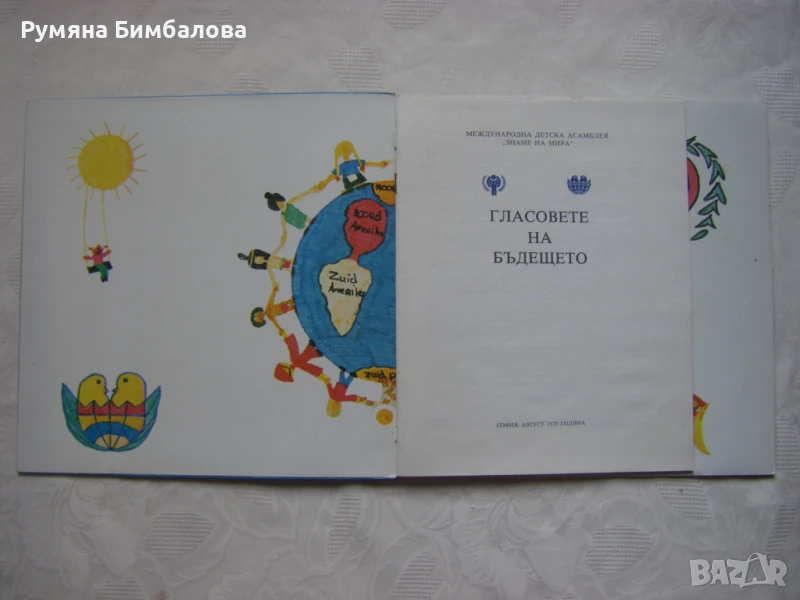 Румяна Бимбалова
МЕЖДУНАРОДНА ДЕТСКА АСАМБЛЕЯ
„ЗНАМЕ НА МИРА“
ГЛАСОВЕТЕ
НА
БЪДЕЩЕТО
СОФИЯ, АВГУСТ 1979 ГОДИНА
NOORD
Amerika
Zuid
Amerika
Zuid
BAZAR